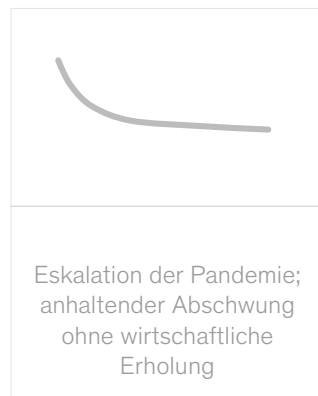 Eskalation der Pandemie;
anhaltender Abschwung
ohne wirtschaftliche
Erholung